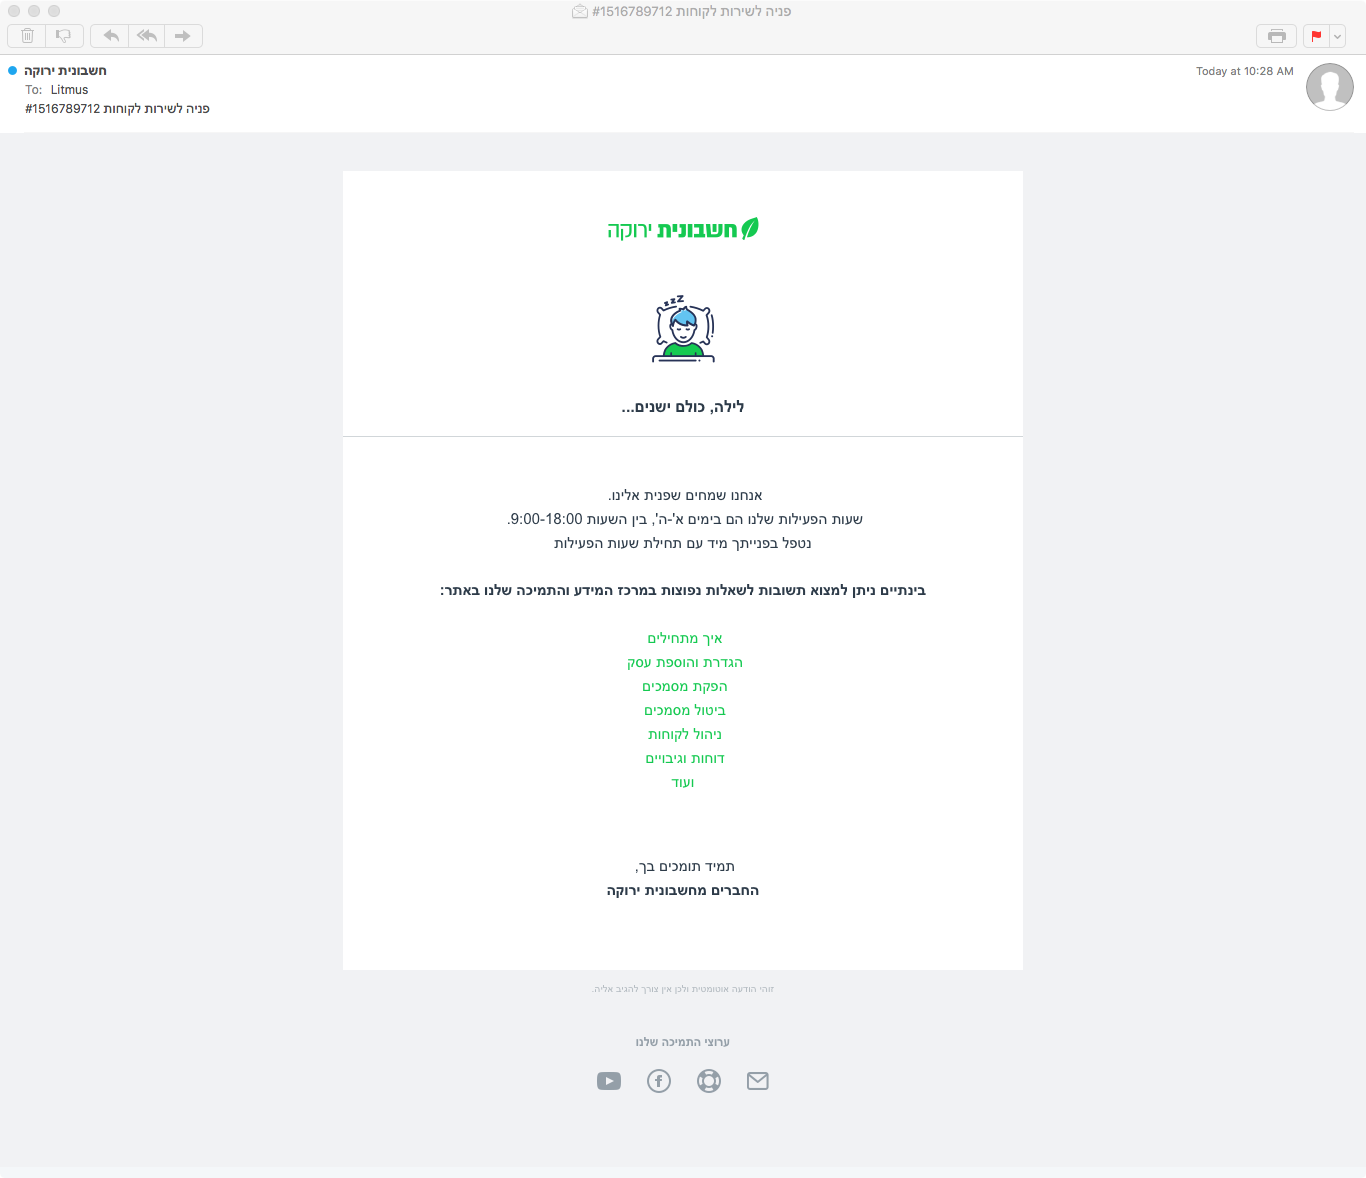 פניה לשירות לקוחות 1516789712#
חשבונית ירוקה
Today at 10:28 AM
To: Litmus
פניה לשירות לקוחות 1516789712#
חשבונית ירוקה
zzZ
לילה, כולם ישנים...
אנחנו שמחים שפנית אלינו.
שעות הפעילות שלנו הם בימים א'-ה', בין השעות 9:00-18:00.
נטפל בפנייתך מיד עם תחילת שעות הפעילות
בינתיים ניתן למצוא תשובות לשאלות נפוצות במרכז המידע והתמיכה שלנו באתר:
איך מתחילים
הגדרת והוספת עסק
הפקת מסמכים
ביטול מסמכים
ניהול לקוחות
דוחות וגיבויים
ועוד
תמיד תומכים בך,
החברים מחשבונית ירוקה
זוהי הודעה אוטומטית ולכן אין צורך להגיב אליה.
ערוצי התמיכה שלנו